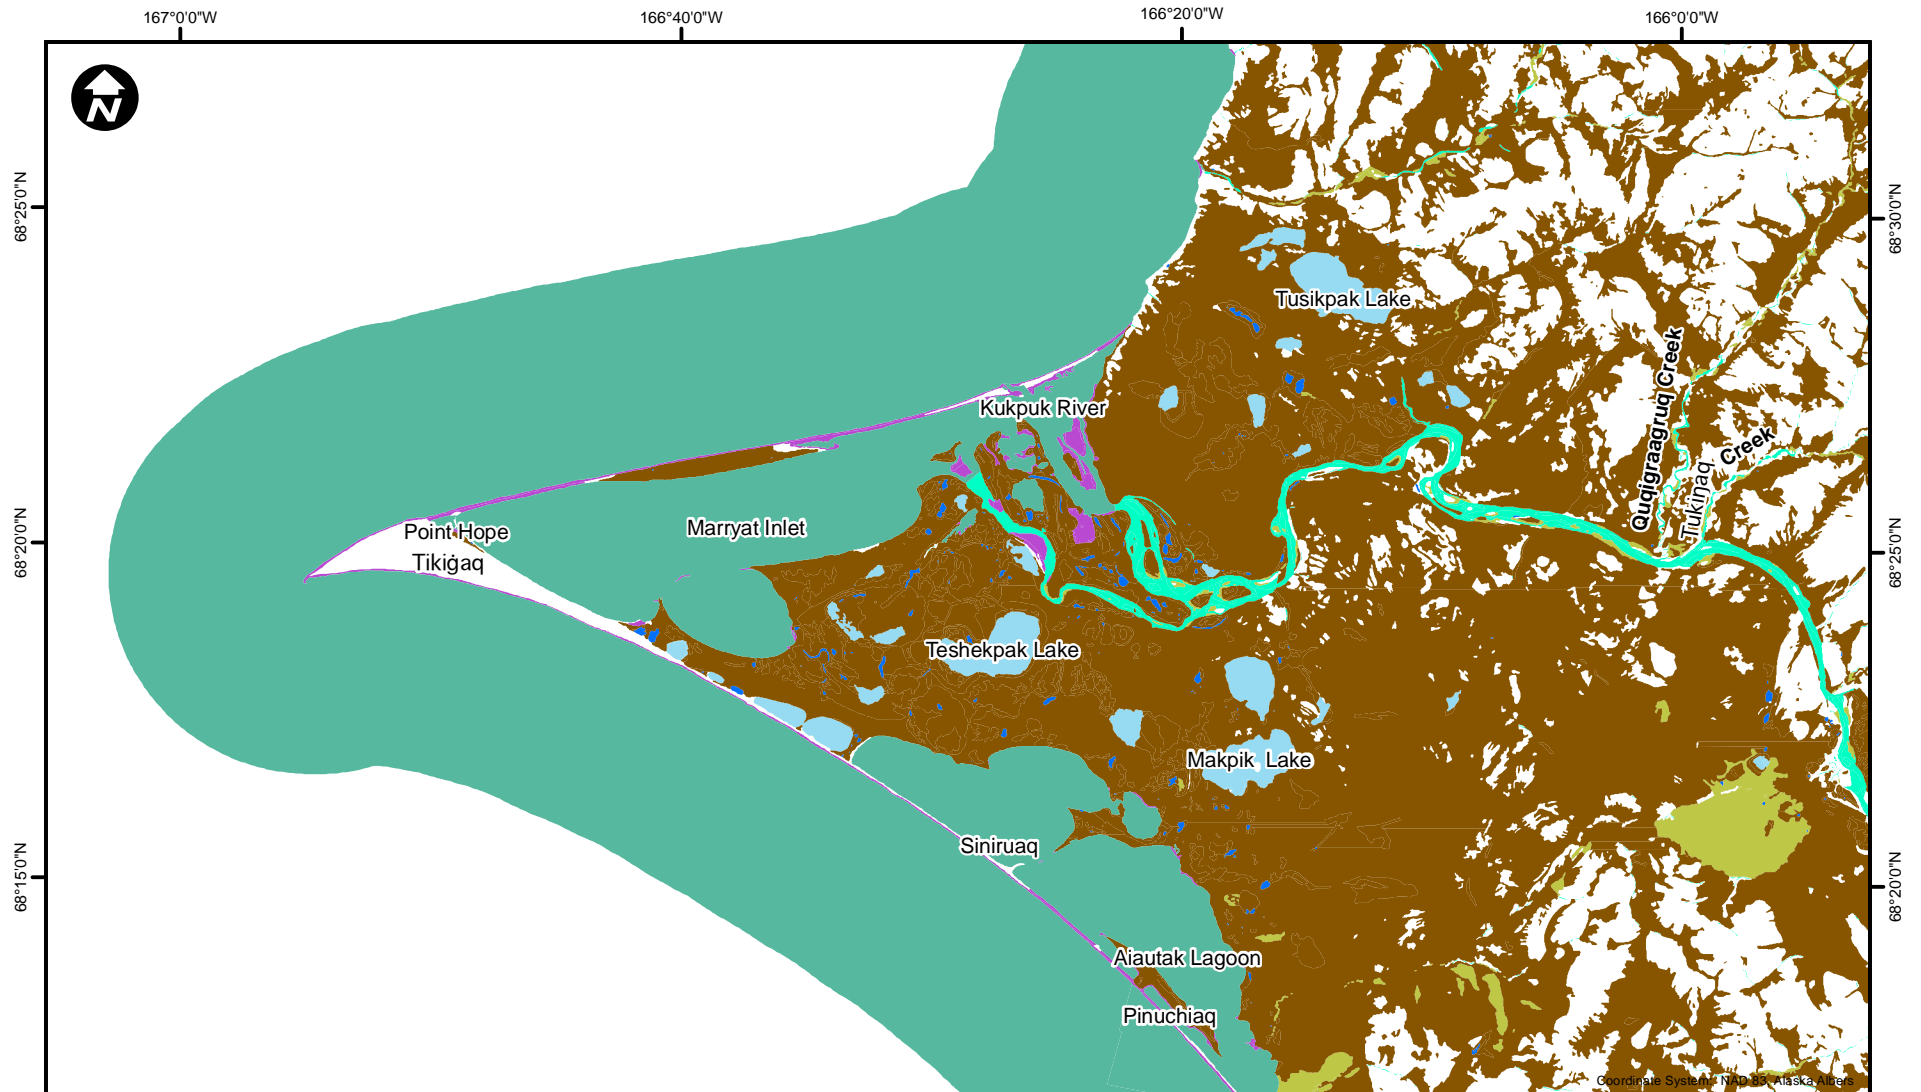 167°0'0"W
166°40'0"W
166°20'0"W
166°0'0"W
N
68°25'0"N
68°30'0"N
Tusikpak Lake
Kukpuk River
Quqigraagruq Creek
Tukiŋaq Creek
Point Hope
Tikiġaq
Marryat Inlet
68°20'0"N
68°25'0"N
Teshekpak Lake
Makpik Lake
Siniruaq
68°15'0"N
68°20'0"N
Aiautak Lagoon
Pinuchiaq
Coordinate System: NAD 83, Alaska Albers